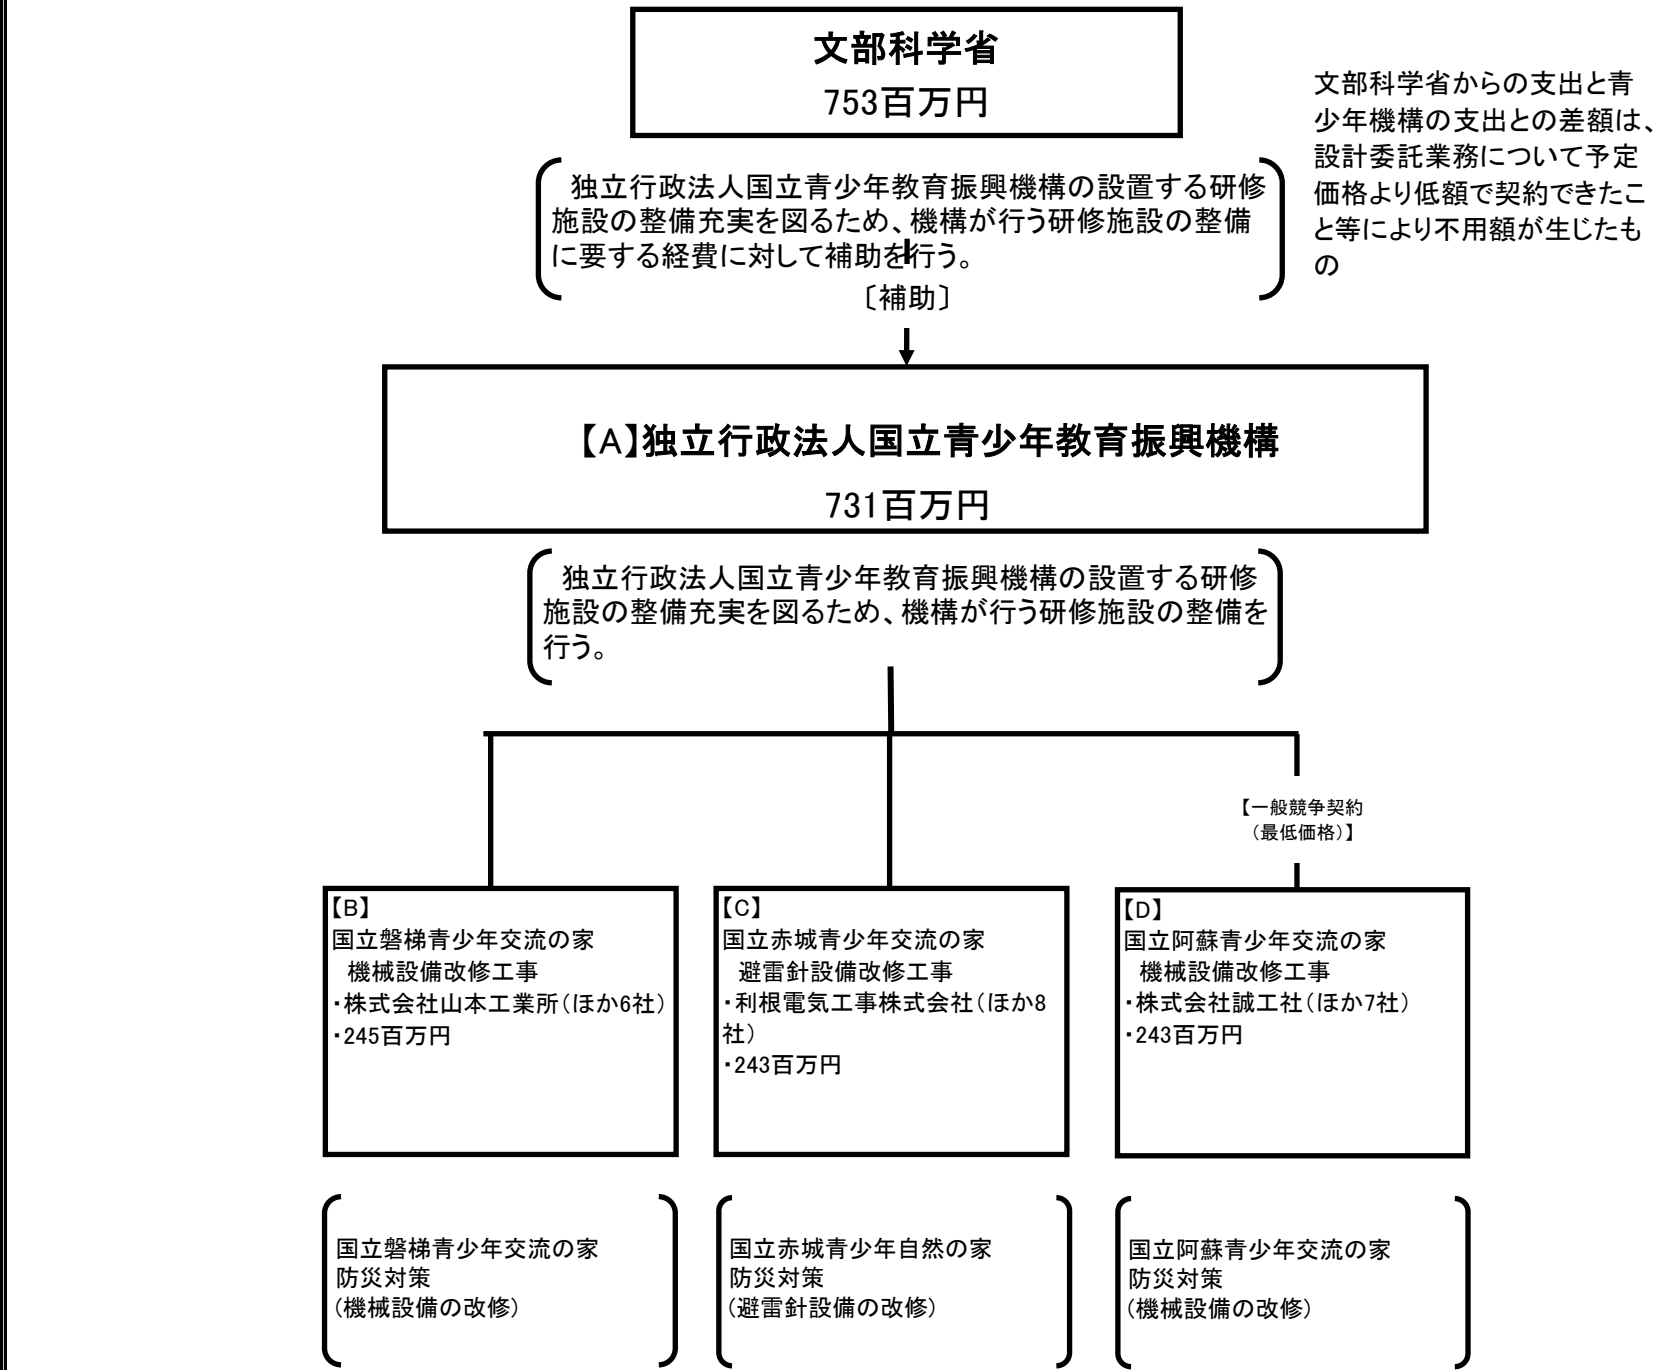 文部科学省
753百万円
文部科学省からの支出と青
少年機構の支出との差額は、
設計委託業務について予定
価格より低額で契約できたこ
と等により不用額が生じたも
の
独立行政法人国立青少年教育振興機構の設置する研修
施設の整備充実を図るため、機構が行う研修施設の整備
に要する経費に対して補助を行う。
〔補助〕
【A】独立行政法人国立青少年教育振興機構
731百万円
独立行政法人国立青少年教育振興機構の設置する研修
施設の整備充実を図るため、機構が行う研修施設の整備を
行う。
【一般競争契約
（最低価格）】
【B】
国立磐梯青少年交流の家
機械設備改修工事
・株式会社山本工業所（ほか6社）
・245百万円
【C】
国立赤城青少年交流の家
避雷針設備改修工事
・利根電気工事株式会社（ほか8
社）
・243百万円
【D】
国立阿蘇青少年交流の家
機械設備改修工事
・株式会社誠工社（ほか7社）
・243百万円
国立磐梯青少年交流の家
防災対策
(機械設備の改修)
国立赤城青少年自然の家
防災対策
(避雷針設備の改修)
国立阿蘇青少年交流の家
防災対策
(機械設備の改修)